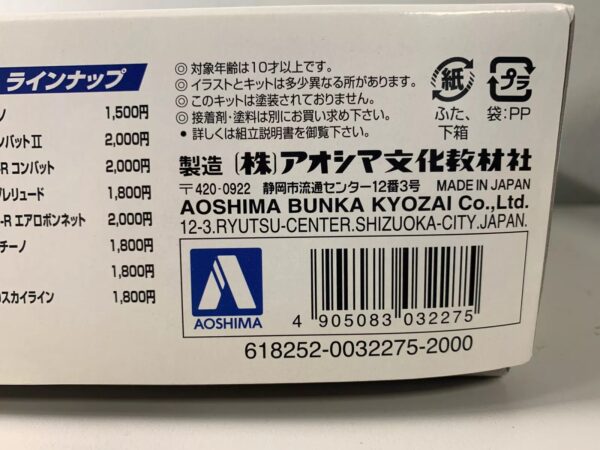 ラインナップ
ノ 1,500円
ンバットⅡ 2,000円
-R コンバット 2,000円
プレリュード 1,800円
-R エアロボンネット 2,000円
チーノ 1,800円
1,800円
スカイライン 1,800円
◎対象年齢は10才以上です。
◎イラストとキットは多少異なる所があります。
◎このキットは塗装されておりません。
◎接着剤・塗料は別にお買い求め下さい。
● 詳しくは組立説明書を御覧下さい。
紙
ふた、
下箱
プラ
袋:PP
製造 (株)アオシマ文化教材社
〒420-0922 静岡市流通センター12番3号 MADE IN JAPAN
AOSHIMA BUNKA KYOZAI Co.,Ltd.
12-3.RYUTSU-CENTER.SHIZUOKA-CITY.JAPAN.
AOSHIMA
4 905083 032275
618252-0032275-2000